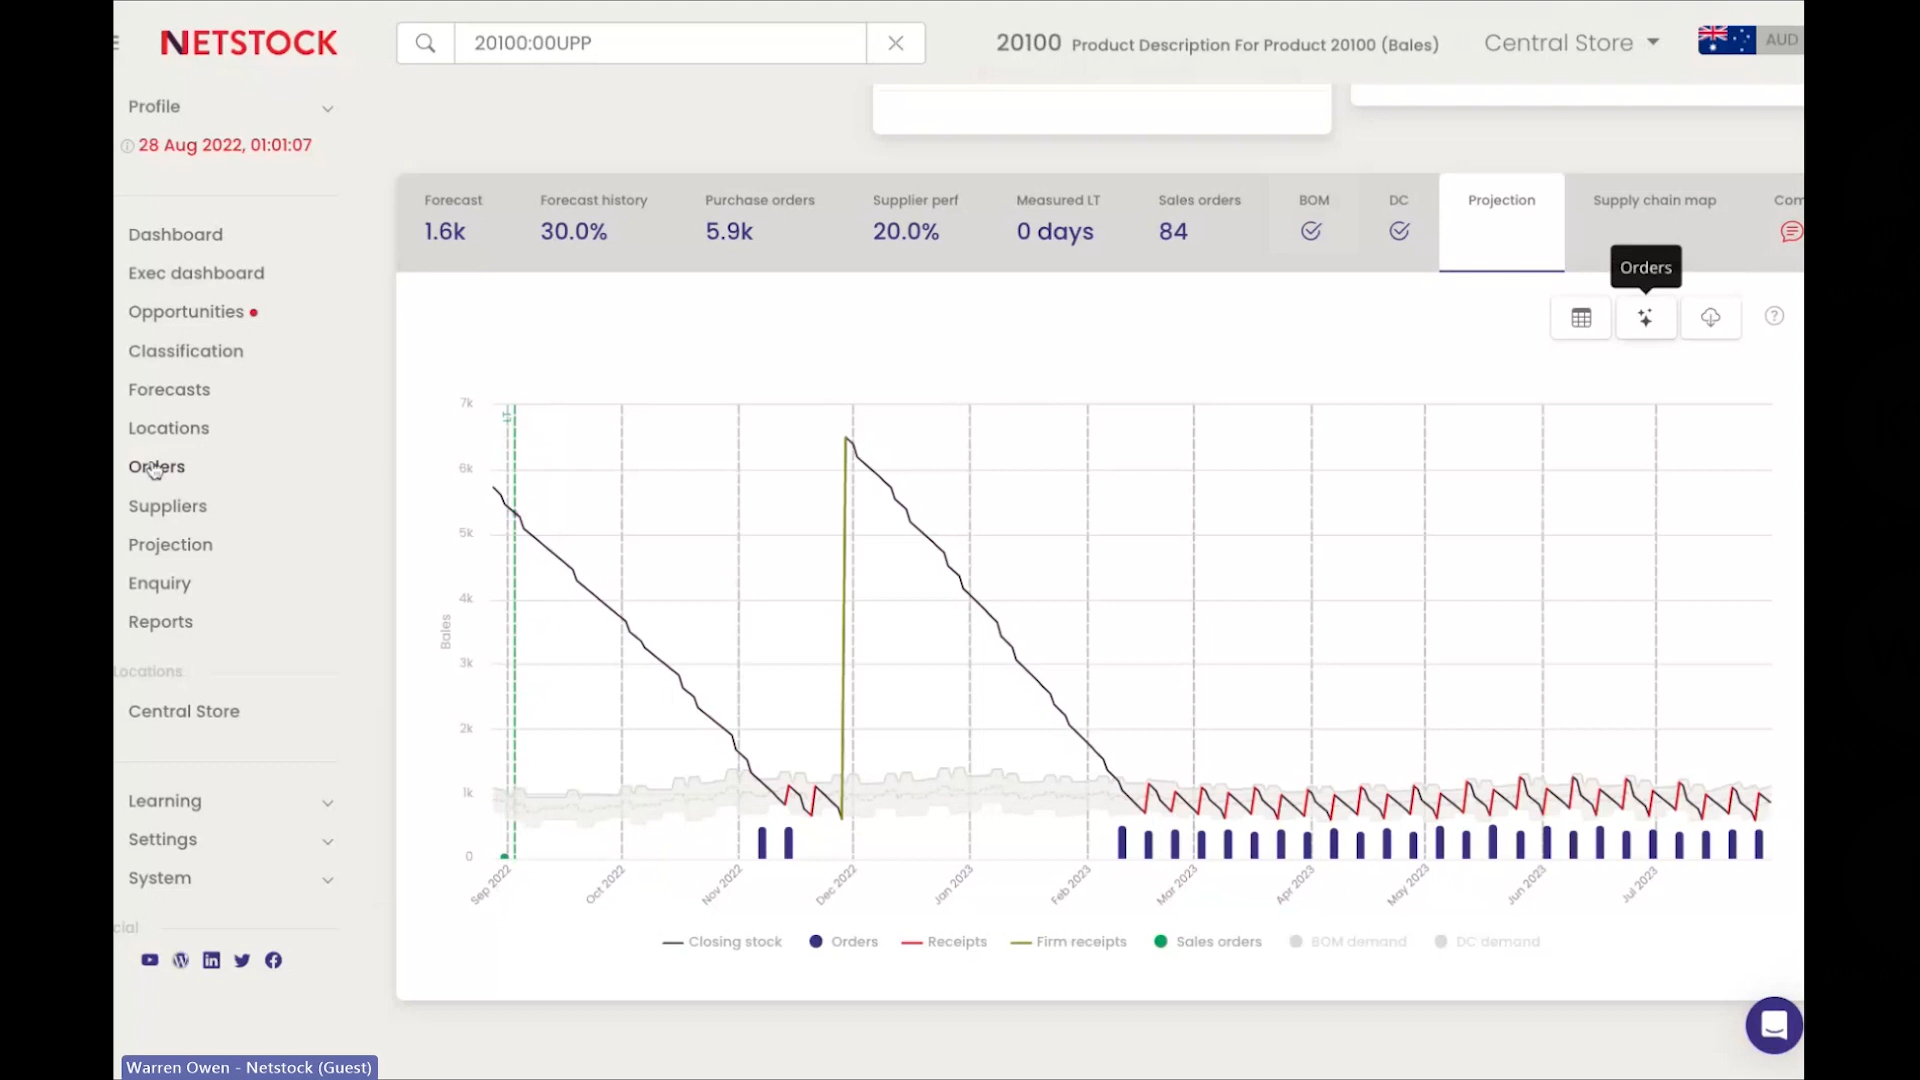 NETSTOCK
20100:00UPP
20100 Product Description For Product 20100 (Bales)
Central Store
AUD
Profile
28 Aug 2022, 01:01:07
Dashboard
Exec dashboard
Opportunities
Classification
Forecasts
Locations
Orders
Suppliers
Projection
Enquiry
Reports
Locations
Central Store
Learning
Settings
System
cial
Forecast
1.6k
Forecast history
30.0%
Purchase orders
5.9k
Supplier perf
20.0%
Measured LT
0 days
Sales orders
84
BOM
DC
Projection
Supply chain map
Com
Orders
7k
6k
5k
4k
3k
2k
1k
0
Bales
LT
Sep 2022
Oct 2022
Nov 2022
Dec 2022
Jan 2023
Feb 2023
Mar 2023
Apr 2023
May 2023
Jun 2023
Jul 2023
Closing stock
Orders
Receipts
Firm receipts
Sales orders
BOM demand
DC demand
Warren Owen - Netstock (Guest)